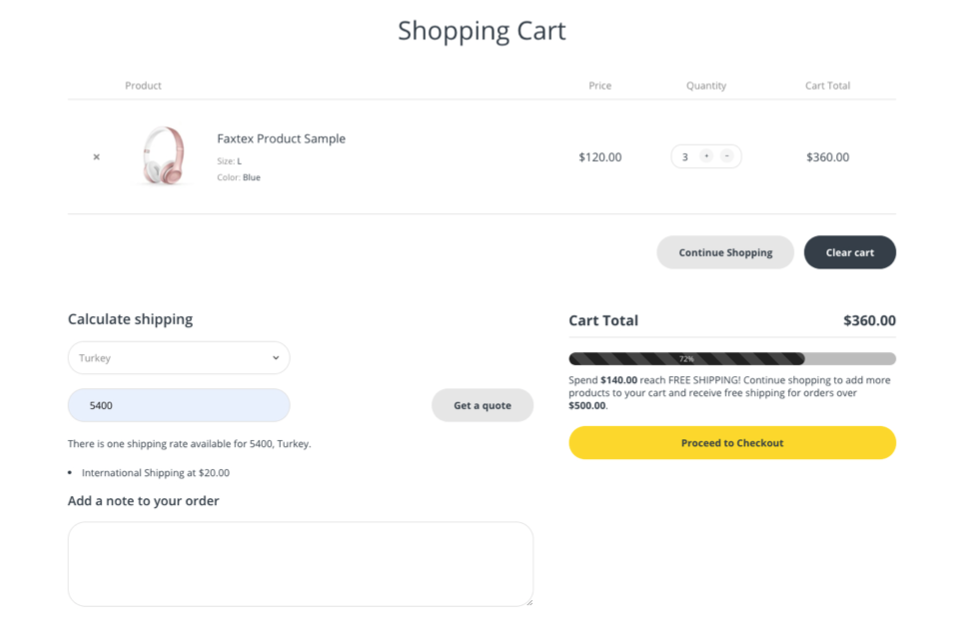 Shopping Cart
Product Price Quantity Cart Total
Faxtex Product Sample
Size: L
Color: Blue
× $120.00 3 + - $360.00
Continue Shopping Clear cart
Calculate shipping
Turkey
5400 Get a quote
There is one shipping rate available for 5400, Turkey.
• International Shipping at $20.00
Add a note to your order
Cart Total $360.00
72%
Spend $140.00 reach FREE SHIPPING! Continue shopping to add more
products to your cart and receive free shipping for orders over
$500.00.
Proceed to Checkout